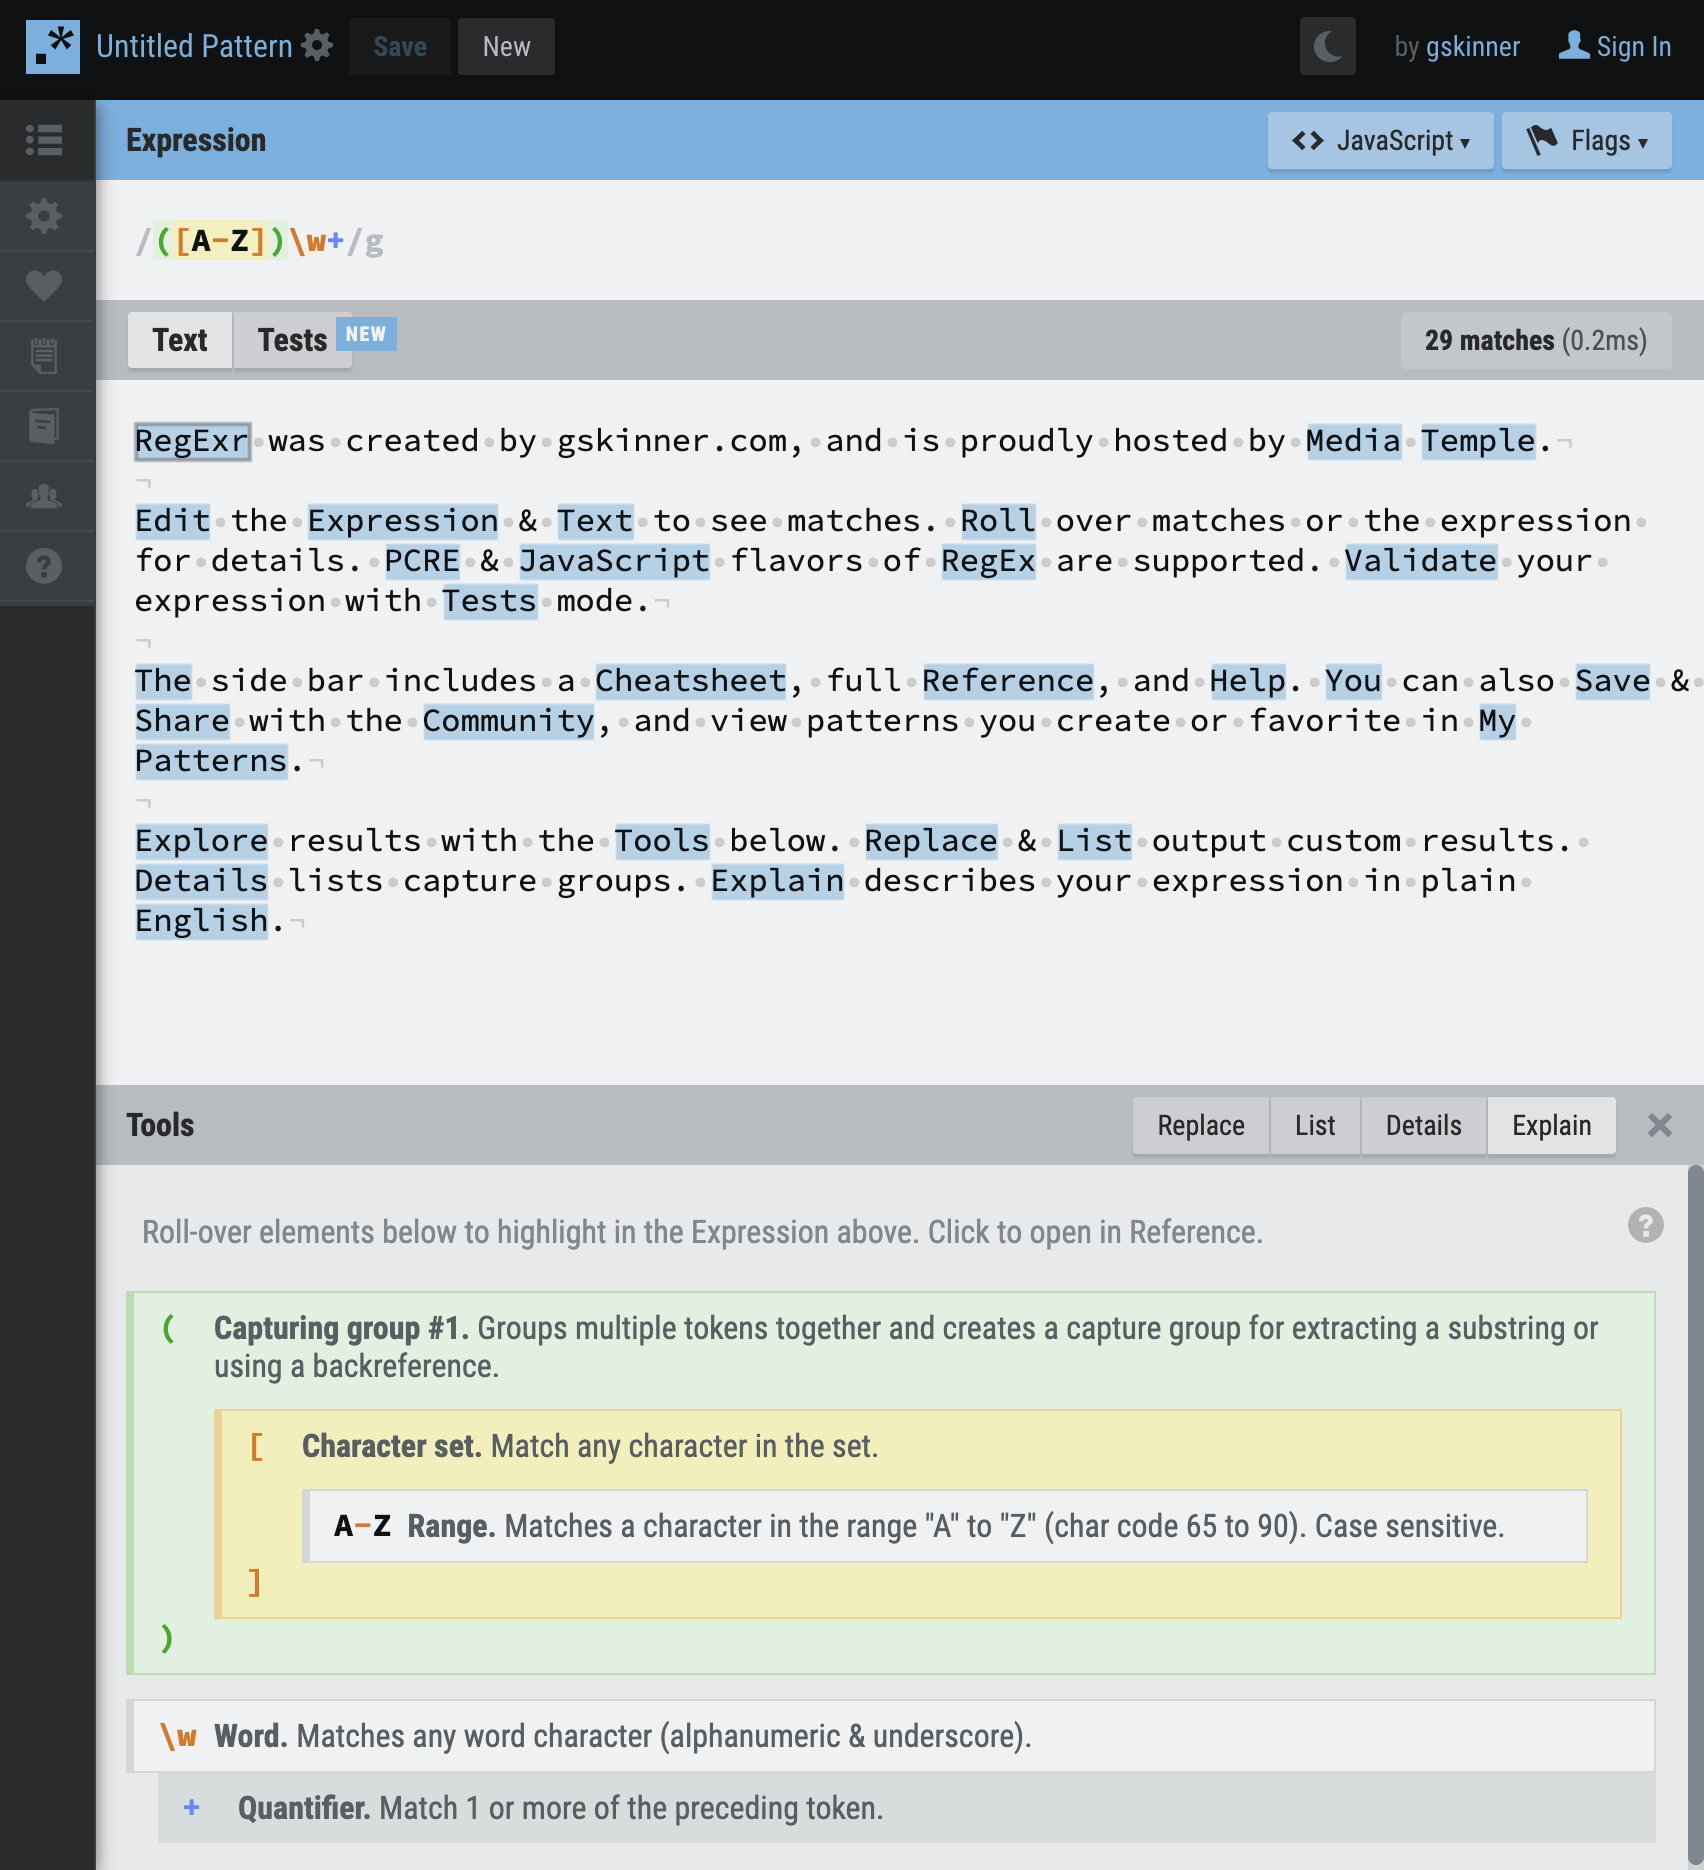 .* Untitled Pattern Save New by gskinner Sign In
Expression <> JavaScript ▾ Flags ▾
/([A-Z])\w+/g
Text Tests NEW 29 matches (0.2ms)
RegExr•was•created•by•gskinner.com,•and•is•proudly•hosted•by•Media•Temple.¬
¬
Edit•the•Expression•&•Text•to•see•matches.•Roll•over•matches•or•the•expression•
for•details.•PCRE•&•JavaScript•flavors•of•RegEx•are•supported.•Validate•your•
expression•with•Tests•mode.¬
¬
The•side•bar•includes•a•Cheatsheet,•full•Reference,•and•Help.•You•can•also•Save•&•
Share•with•the•Community,•and•view•patterns•you•create•or•favorite•in•My•
Patterns.¬
¬
Explore•results•with•the•Tools•below.•Replace•&•List•output•custom•results.•
Details•lists•capture•groups.•Explain•describes•your•expression•in•plain•
English.¬
Tools Replace List Details Explain ×
Roll-over elements below to highlight in the Expression above. Click to open in Reference. ?
( Capturing group #1. Groups multiple tokens together and creates a capture group for extracting a substring or
using a backreference.
[ Character set. Match any character in the set.
A-Z Range. Matches a character in the range "A" to "Z" (char code 65 to 90). Case sensitive.
]
)
\w Word. Matches any word character (alphanumeric & underscore).
+ Quantifier. Match 1 or more of the preceding token.